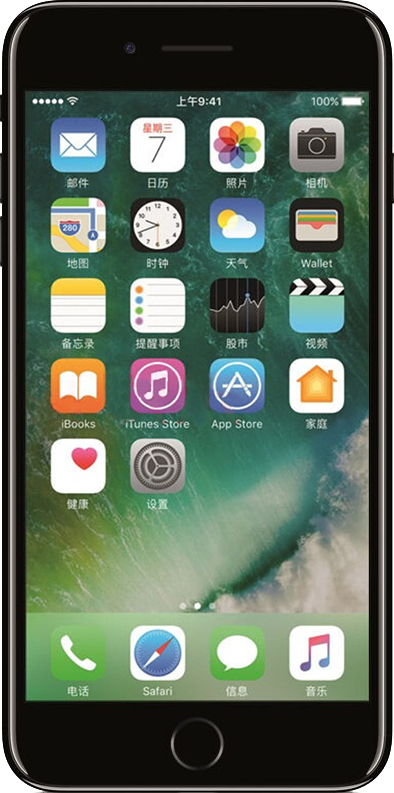 上午9:41 100%
星期三
7
邮件 日历 照片 相机
280
地图 时钟 天气 Wallet
备忘录 提醒事项 股市 视频
iBooks iTunes Store App Store 家庭
健康 设置
电话 Safari 信息 音乐